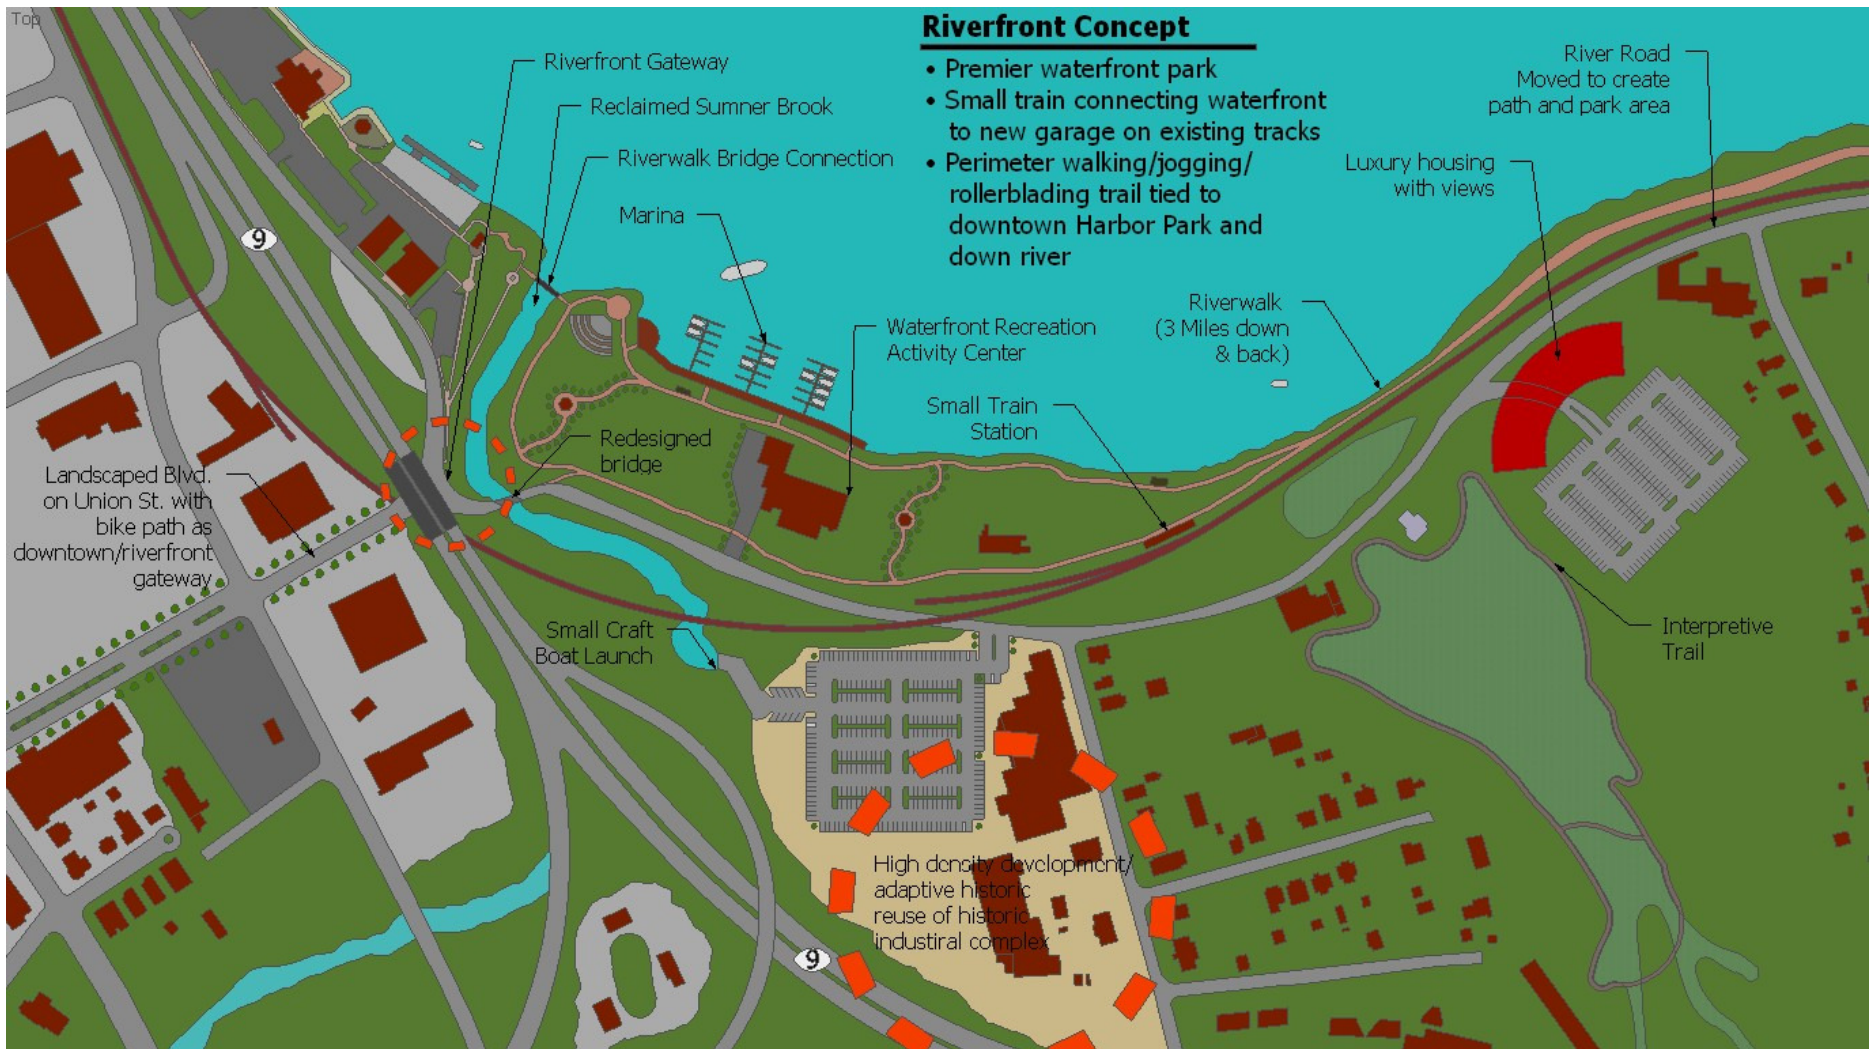 Top
Riverfront Concept
• Premier waterfront park
• Small train connecting waterfront
to new garage on existing tracks
• Perimeter walking/jogging/
rollerblading trail tied to
downtown Harbor Park and
down river
Riverfront Gateway
Reclaimed Sumner Brook
Riverwalk Bridge Connection
Marina
River Road
Moved to create
path and park area
Luxury housing
with views
9
Riverwalk
(3 Miles down
& back)
Waterfront Recreation
Activity Center
Small Train
Station
Redesigned
bridge
Landscaped Blvd.
on Union St. with
bike path as
downtown/riverfront
gateway
Small Craft
Boat Launch
Interpretive
Trail
High density development/
adaptive historic
reuse of historic
industiral complex
9